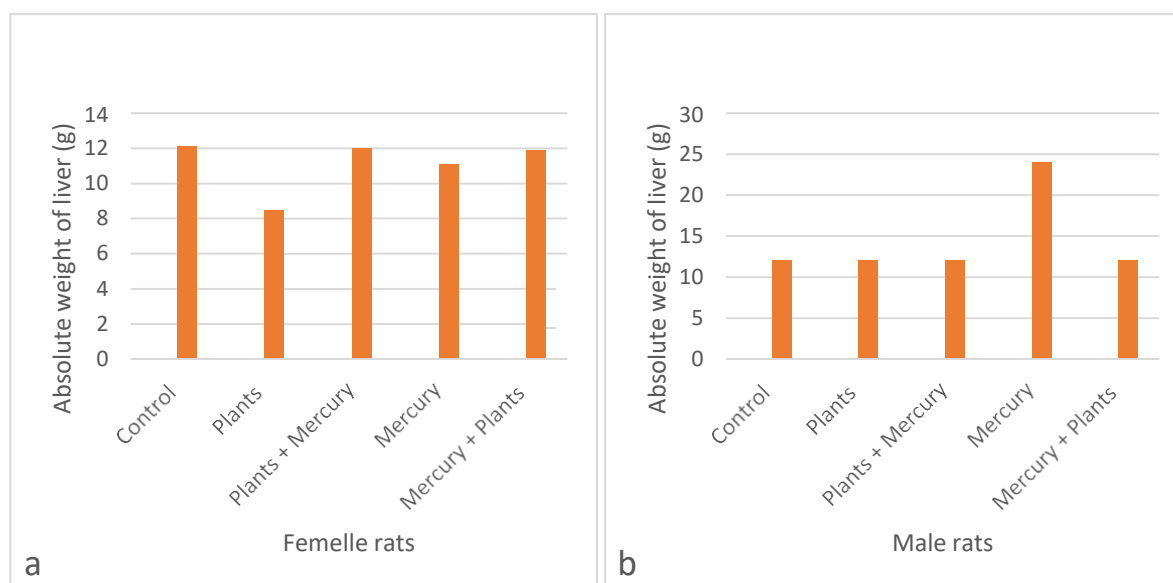 Absolute weight of liver (g)
14
12
10
8
6
4
2
0
Control
Plants
Plants + Mercury
Mercury
Mercury + Plants
Femelle rats
a
Absolute weight of liver (g)
30
25
20
15
10
5
0
Control
Plants
Plants + Mercury
Mercury
Mercury + Plants
Male rats
b